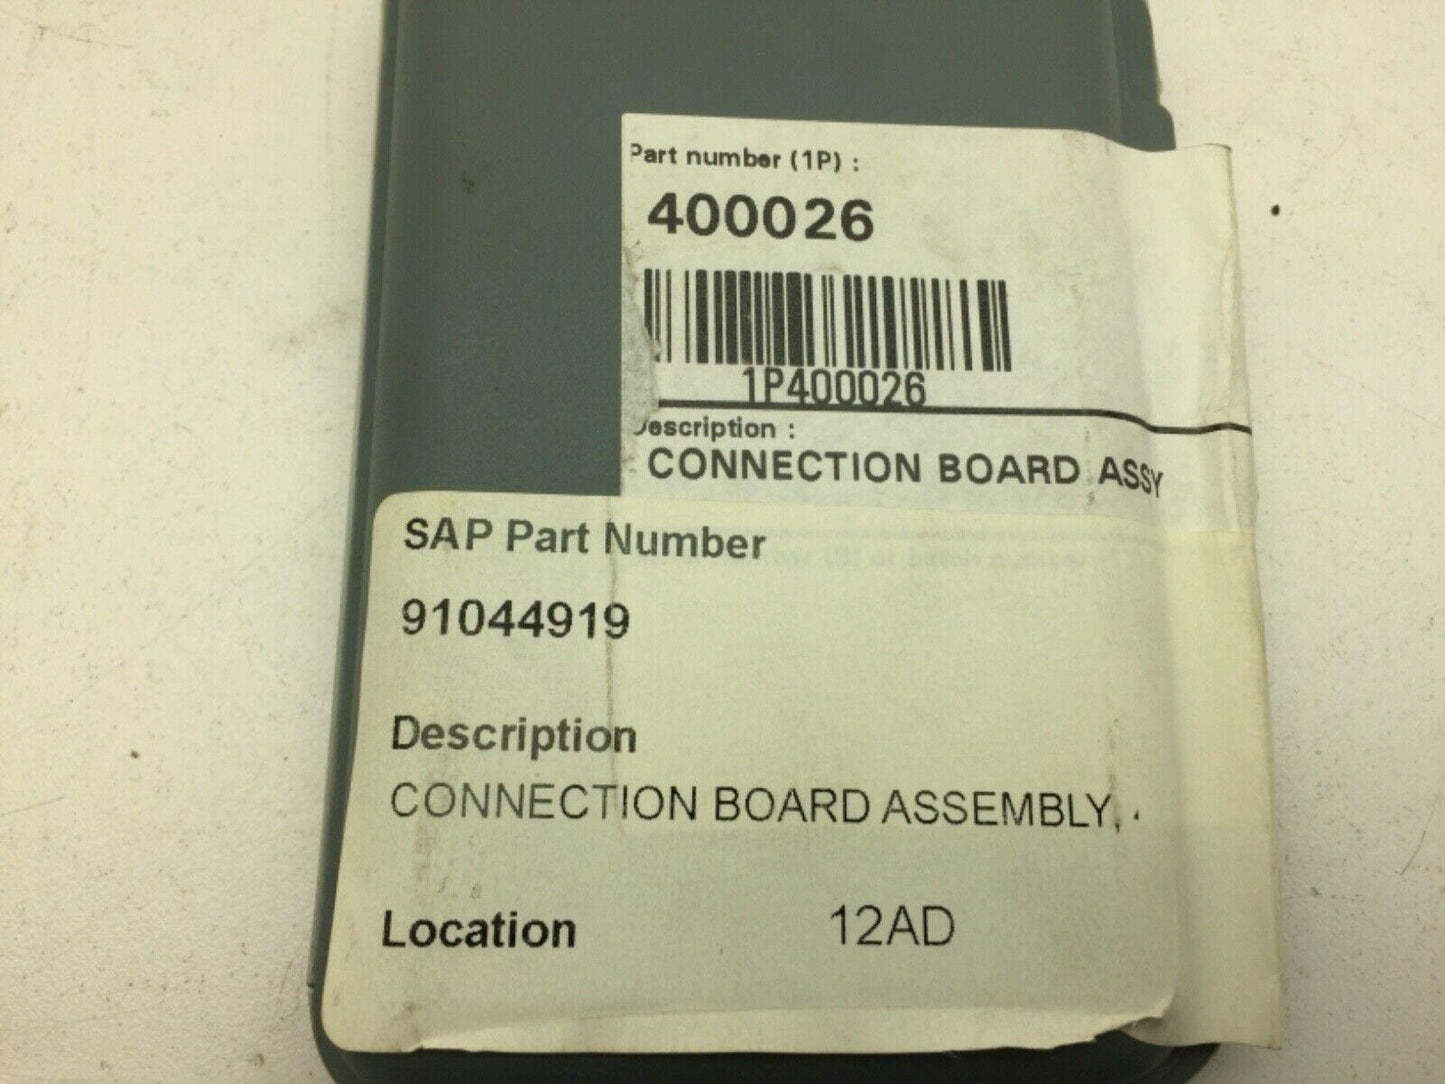 Part number (1P) :
400026
1P400026
Description :
CONNECTION BOARD ASSY
SAP Part Number
91044919
Description
CONNECTION BOARD ASSEMBLY,
Location 12AD